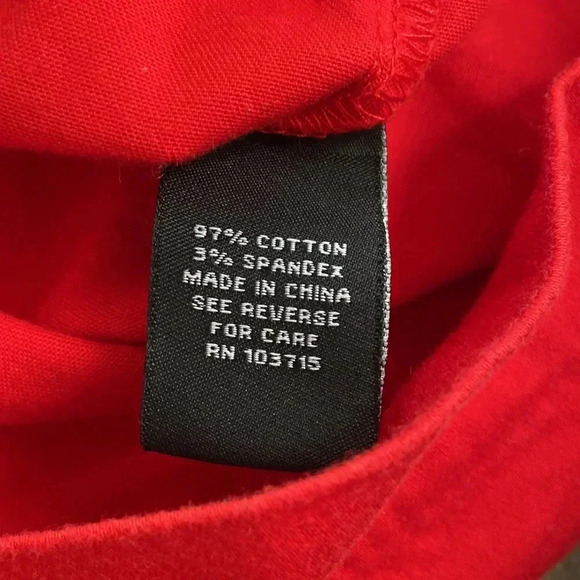 97% COTTON
3% SPANDEX
MADE IN CHINA
SEE REVERSE
FOR CARE
RN 103715